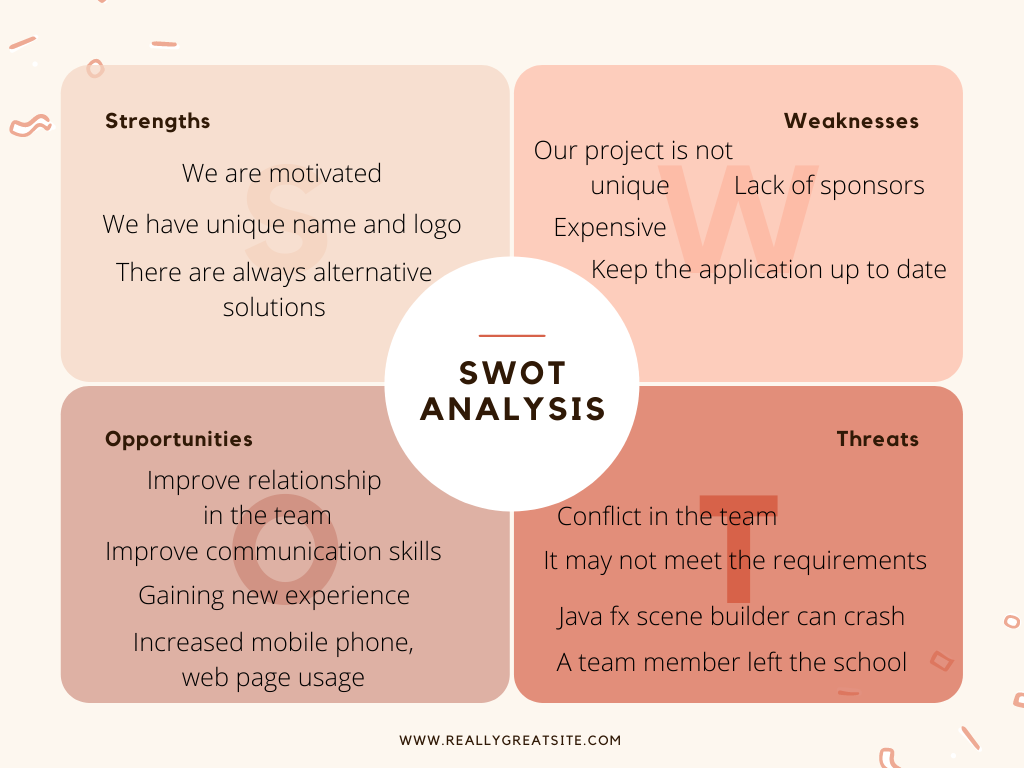 Strengths
We are motivated
We have unique name and logo
There are always alternative
solutions
S
Weaknesses
Our project is not
unique
Lack of sponsors
Expensive
Keep the application up to date
W
SWOT
ANALYSIS
Opportunities
Improve relationship
in the team
Improve communication skills
Gaining new experience
Increased mobile phone,
web page usage
O
Threats
Conflict in the team
It may not meet the requirements
Java fx scene builder can crash
A team member left the school
T
WWW.REALLYGREATSITE.COM